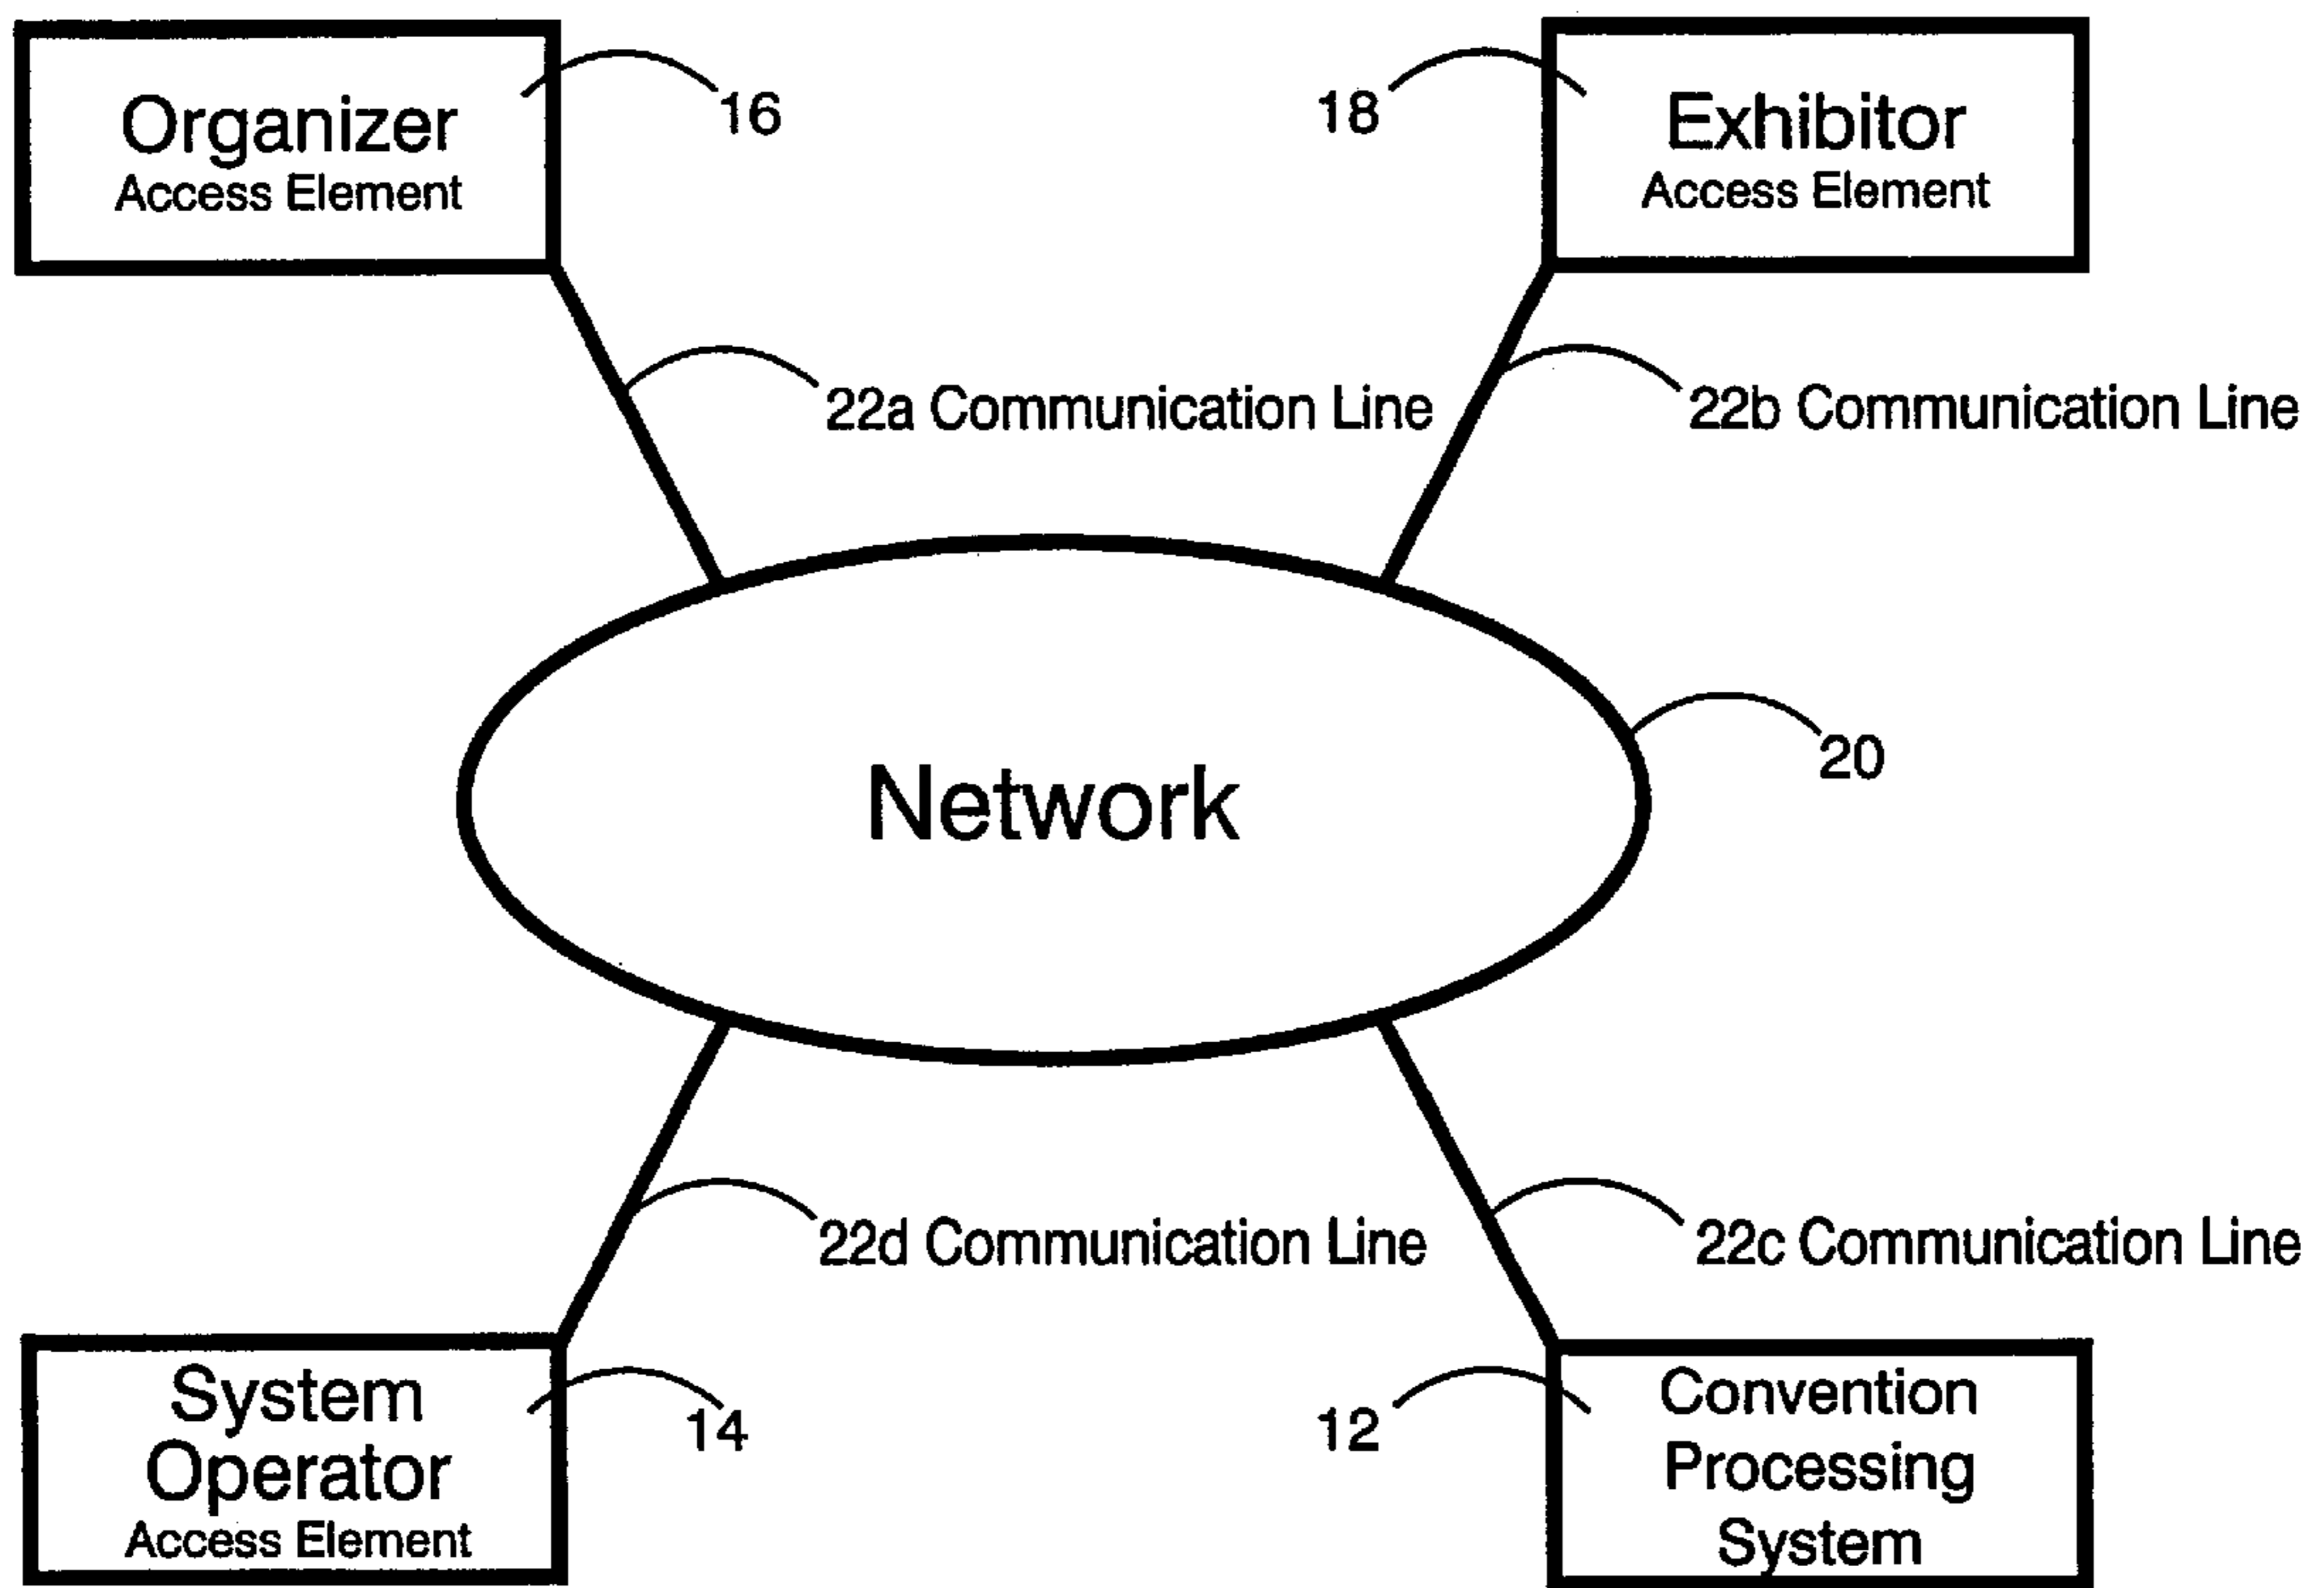 Organizer
Access Element
16
18
Exhibitor
Access Element
22a Communication Line
22b Communication Line
Network
20
22d Communication Line
22c Communication Line
System
Operator
Access Element
14
12
Convention
Processing
System